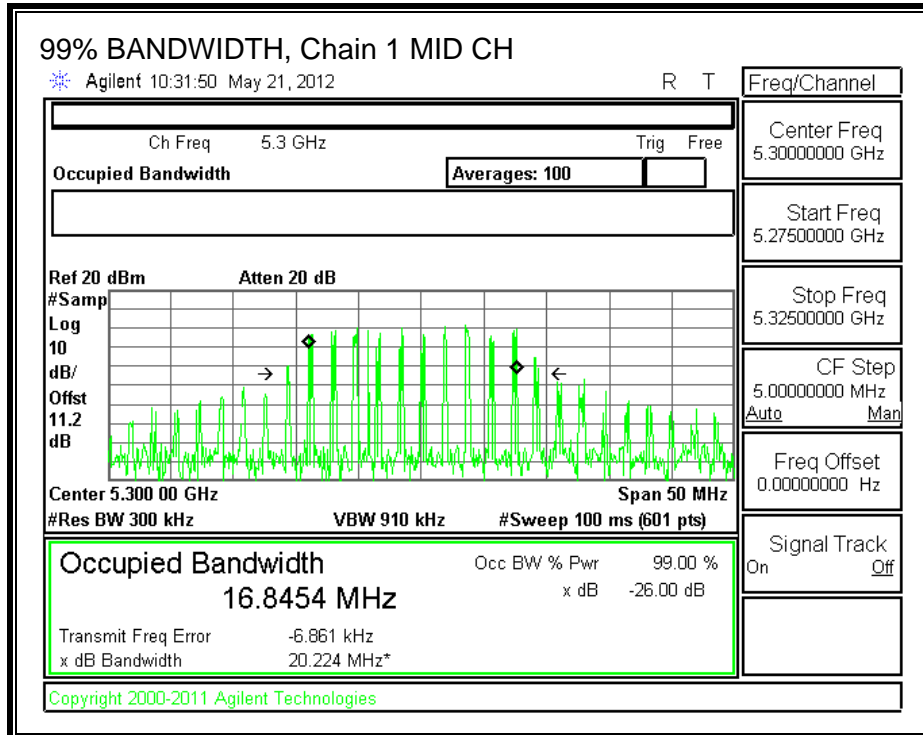 99% BANDWIDTH, Chain 1 MID CH
Agilent 10:31:50 May 21, 2012 R T
Ch Freq 5.3 GHz Trig Free
Occupied Bandwidth Averages: 100
Ref 20 dBm Atten 20 dB
#Samp
Log
10
dB/
Offst
11.2
dB
Center 5.300 00 GHz Span 50 MHz
#Res BW 300 kHz VBW 910 kHz #Sweep 100 ms (601 pts)
Occupied Bandwidth Occ BW % Pwr 99.00 %
16.8454 MHz x dB -26.00 dB
Transmit Freq Error -6.861 kHz
x dB Bandwidth 20.224 MHz*
Copyright 2000-2011 Agilent Technologies
Freq/Channel
Center Freq
5.30000000 GHz
Start Freq
5.27500000 GHz
Stop Freq
5.32500000 GHz
CF Step
5.00000000 MHz
Auto Man
Freq Offset
0.00000000 Hz
Signal Track
On Off